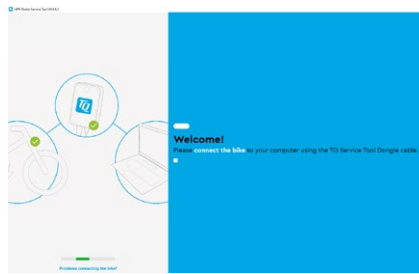 TQ
Welcome!
Please connect the bike to your computer using the TQ Service Tool Dongle cable.
Problems connecting the bike?